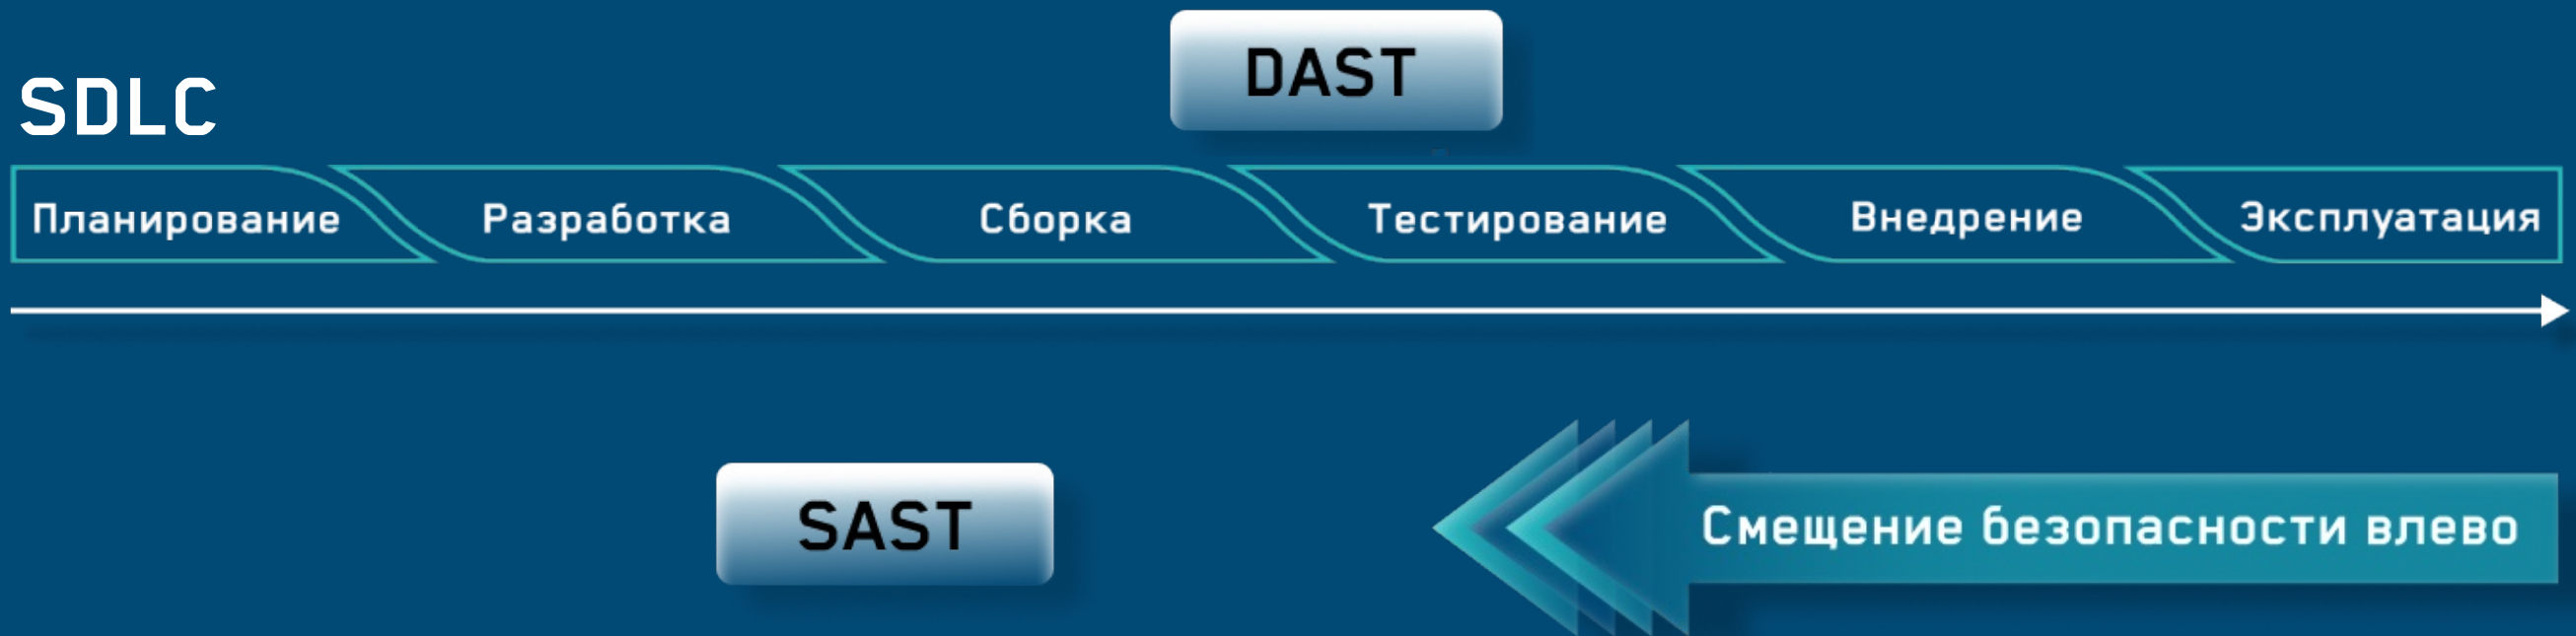 DAST
SDLC
Планирование
Разработка
Сборка
Тестирование
Внедрение
Эксплуатация
SAST
Смещение безопасности влево